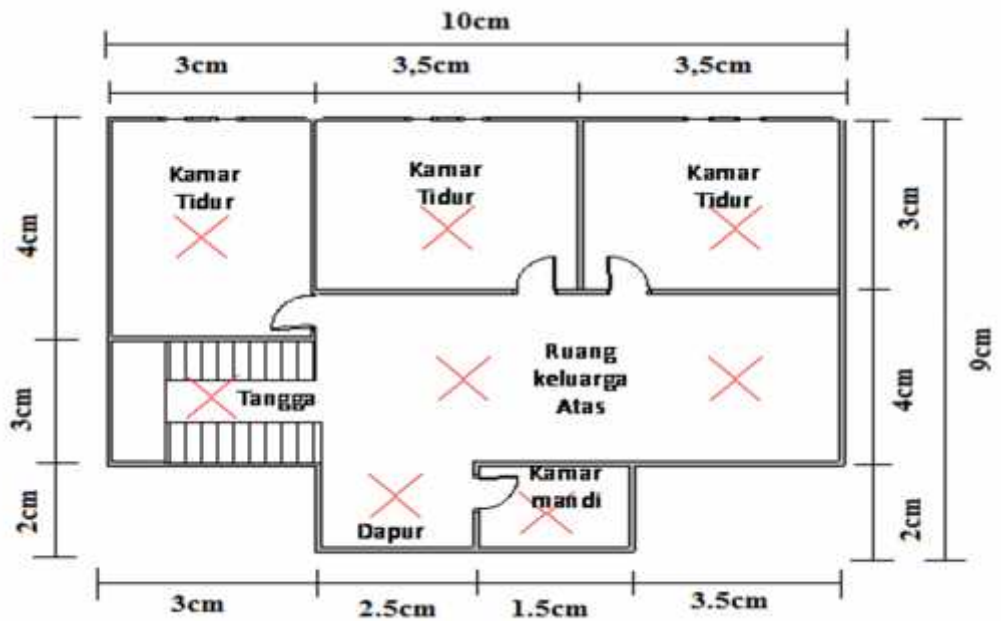 10cm
3cm
3,5cm
3,5cm
Kamar
Tidur
Kamar
Tidur
Kamar
Tidur
4cm
3cm
3cm
2cm
Tangga
Ruang
keluarga
Atas
4cm
9cm
2cm
Kamar
mandi
Dapur
3cm
2.5cm
1.5cm
3.5cm